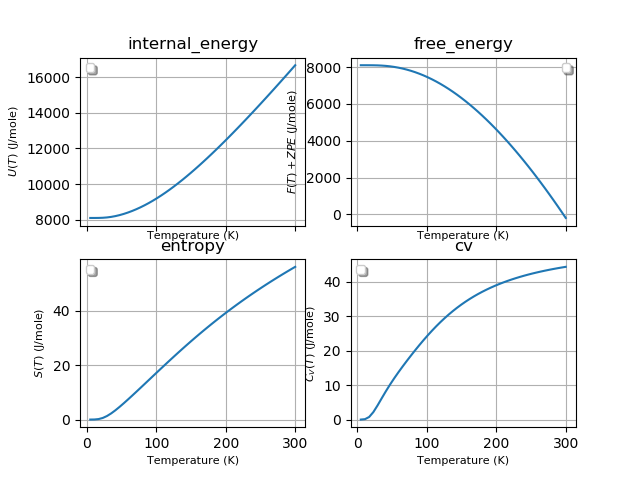 internal_energy
16000
14000
12000
10000
8000
U(T) (J/mole)
Temperature (K)
free_energy
8000
6000
4000
2000
0
F(T) + ZPE (J/mole)
Temperature (K)
entropy
40
20
0
S(T) (J/mole)
0 100 200 300
Temperature (K)
cv
40
30
20
10
0
Cv(T) (J/mole)
0 100 200 300
Temperature (K)